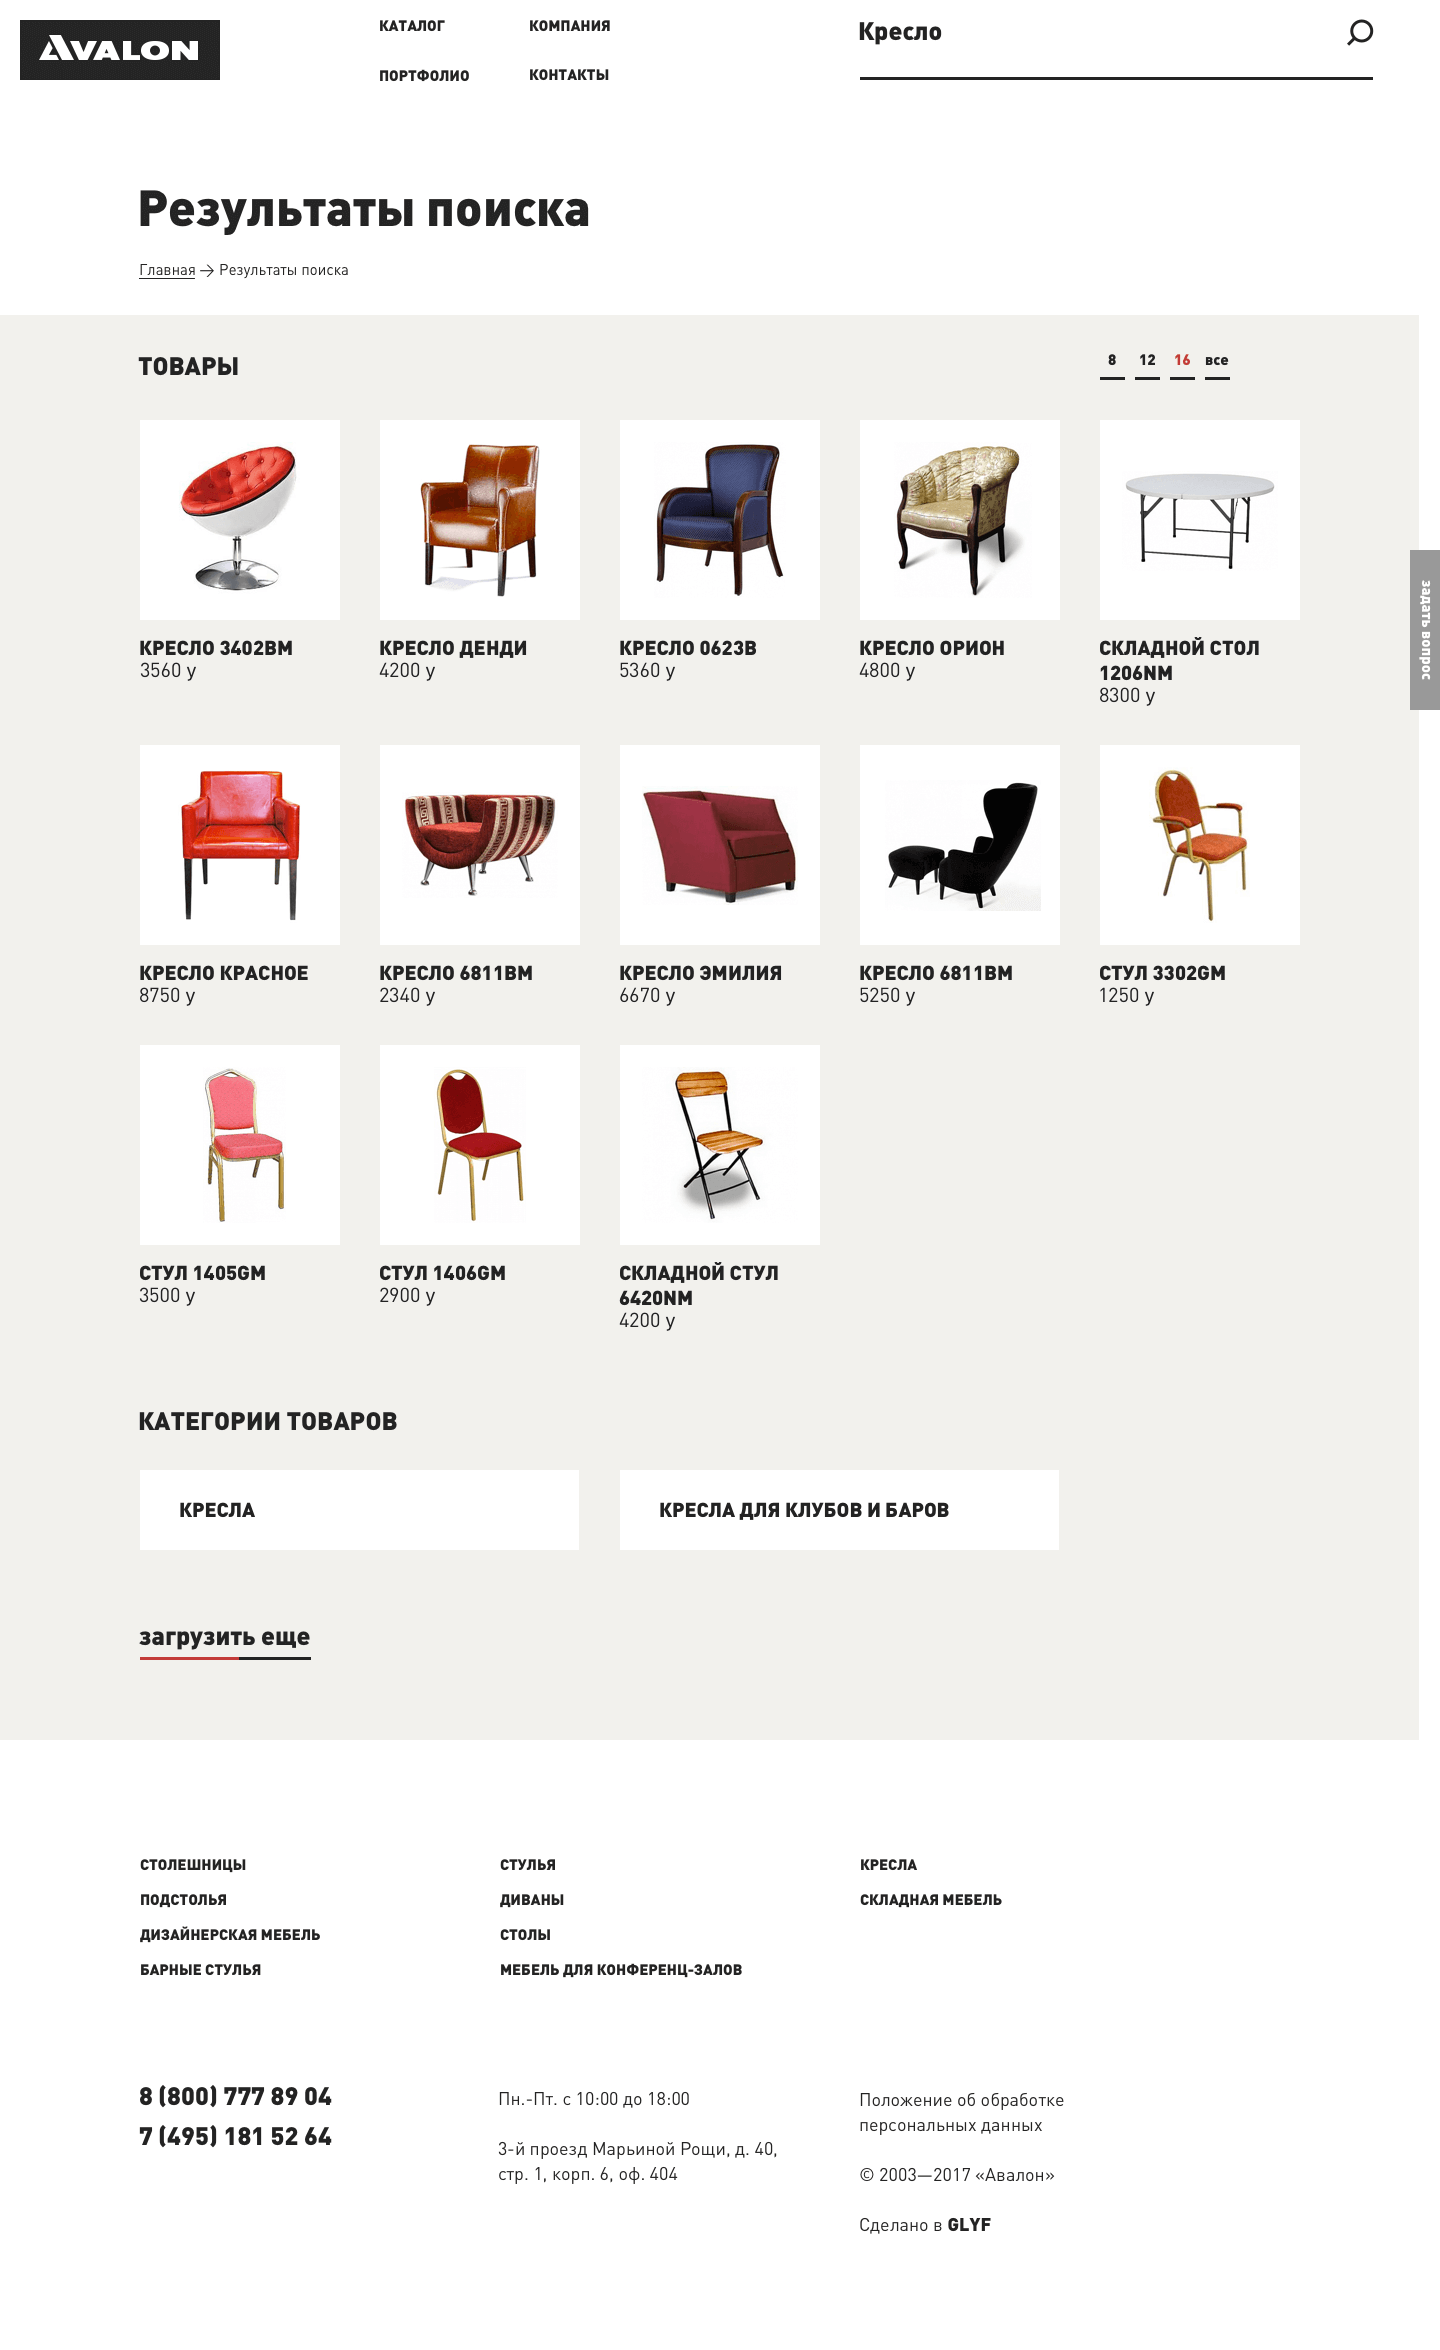 AVALON
КАТАЛОГ
КОМПАНИЯ
ПОРТФОЛИО
КОНТАКТЫ
Кресло
Результаты поиска
Главная → Результаты поиска
ТОВАРЫ
8 12 16 все
КРЕСЛО 3402BM
3560 у
КРЕСЛО ДЕНДИ
4200 у
КРЕСЛО 0623B
5360 у
КРЕСЛО ОРИОН
4800 у
СКЛАДНОЙ СТОЛ
1206NM
8300 у
задать вопрос
КРЕСЛО КРАСНОЕ
8750 у
КРЕСЛО 6811BM
2340 у
КРЕСЛО ЭМИЛИЯ
6670 у
КРЕСЛО 6811BM
5250 у
СТУЛ 3302GM
1250 у
СТУЛ 1405GM
3500 у
СТУЛ 1406GM
2900 у
СКЛАДНОЙ СТУЛ
6420NM
4200 у
КАТЕГОРИИ ТОВАРОВ
КРЕСЛА
КРЕСЛА ДЛЯ КЛУБОВ И БАРОВ
загрузить еще
СТОЛЕШНИЦЫ
ПОДСТОЛЬЯ
ДИЗАЙНЕРСКАЯ МЕБЕЛЬ
БАРНЫЕ СТУЛЬЯ
СТУЛЬЯ
ДИВАНЫ
СТОЛЫ
МЕБЕЛЬ ДЛЯ КОНФЕРЕНЦ-ЗАЛОВ
КРЕСЛА
СКЛАДНАЯ МЕБЕЛЬ
8 (800) 777 89 04
7 (495) 181 52 64
Пн.-Пт. с 10:00 до 18:00
3-й проезд Марьиной Рощи, д. 40,
стр. 1, корп. 6, оф. 404
Положение об обработке
персональных данных
© 2003—2017 «Авалон»
Сделано в GLYF